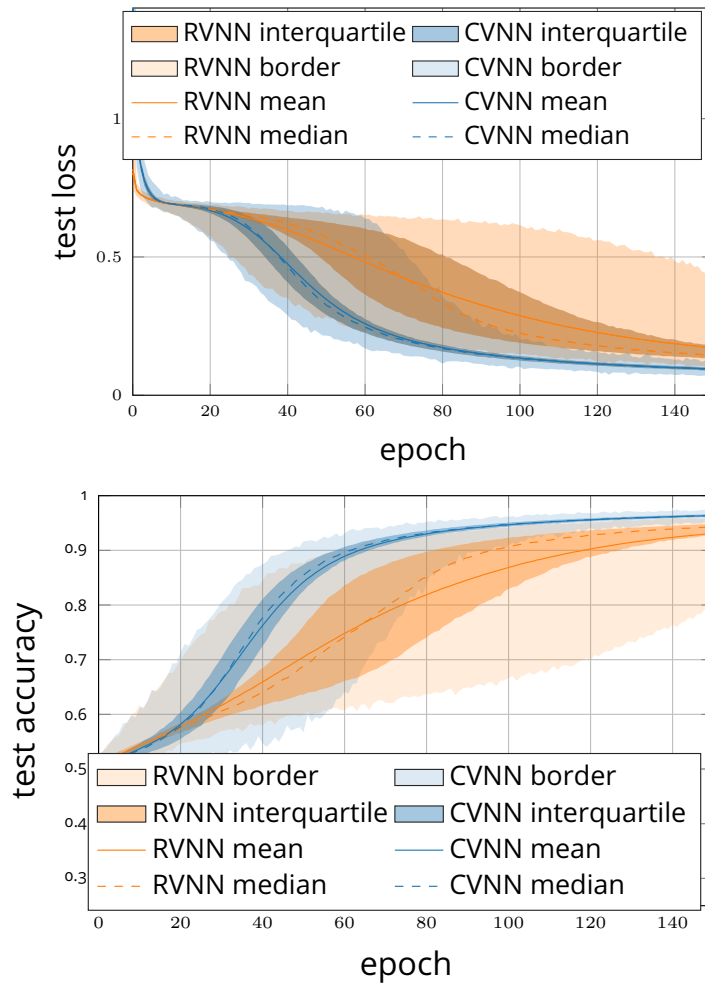 RVNN interquartile CVNN interquartile
RVNN border CVNN border
RVNN mean CVNN mean
RVNN median CVNN median
1
0.5
0
test loss
0 20 40 60 80 100 120 140
epoch
1
0.9
0.8
0.7
0.6
0.5
0.4
0.3
test accuracy
RVNN border CVNN border
RVNN interquartile CVNN interquartile
RVNN mean CVNN mean
RVNN median CVNN median
0 20 40 60 80 100 120 140
epoch